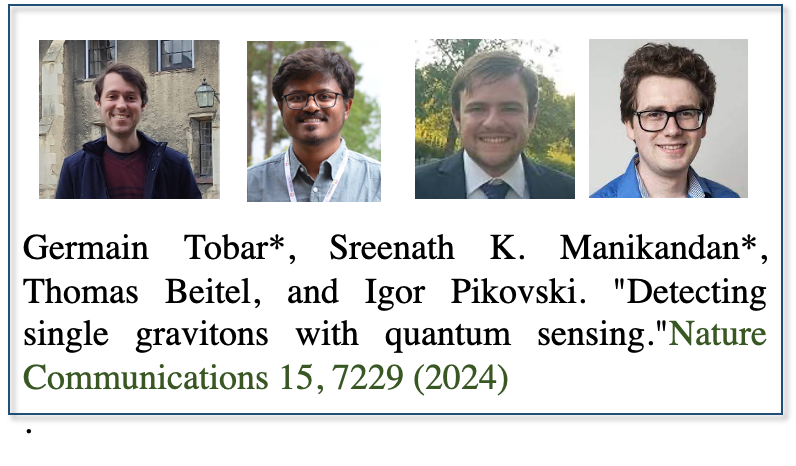 Germain Tobar*, Sreenath K. Manikandan*,
Thomas Beitel, and Igor Pikovski. "Detecting
single gravitons with quantum sensing."Nature
Communications 15, 7229 (2024)
.